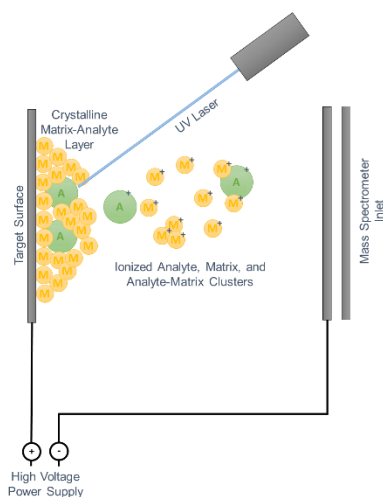 Crystalline
Matrix-Analyte
Layer
UV Laser
Target Surface
Mass Spectrometer
Inlet
M
M
M
M
M
M
M
M
M
M
A
M
M
M
M
M
A
M
M
M
M
M
M
M
M
M
A
+
M
+
M
+
M
+
A
+
M
+
M
+
M
+
M
+
M
+
M
+
M
+
Ionized Analyte, Matrix, and
Analyte-Matrix Clusters
+
-
High Voltage
Power Supply